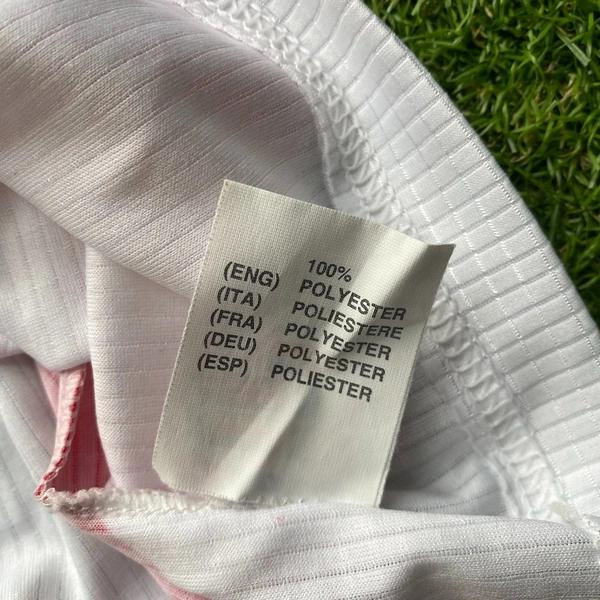 100%
(ENG) POLYESTER
(ITA) POLIESTERE
(FRA) POLYESTER
(DEU) POLYESTER
(ESP) POLIESTER